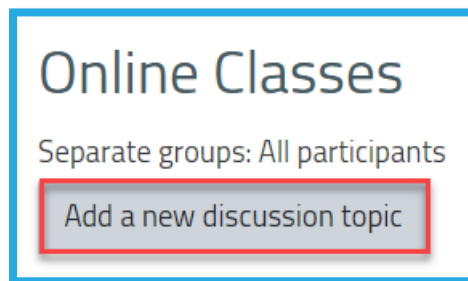 Online Classes
Separate groups: All participants
Add a new discussion topic